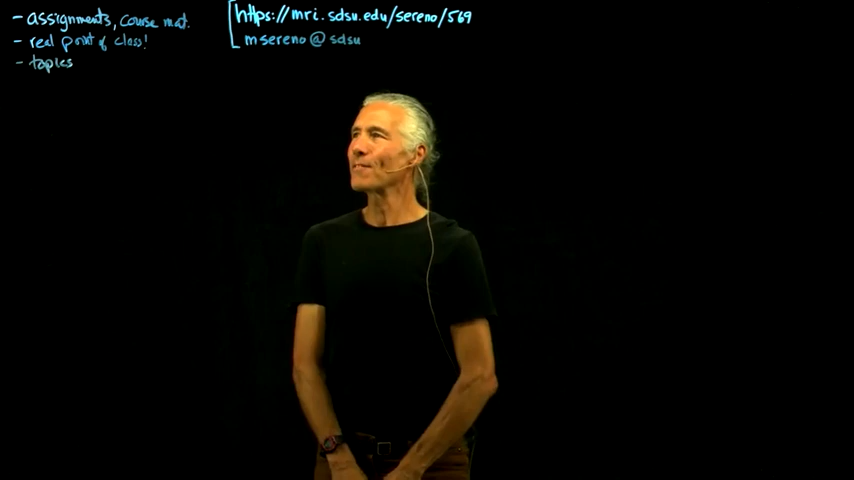 - assignments, course mat.
- real point of class!
- topics
https://mri.sdsu.edu/sereno/569
msereno@sdsu